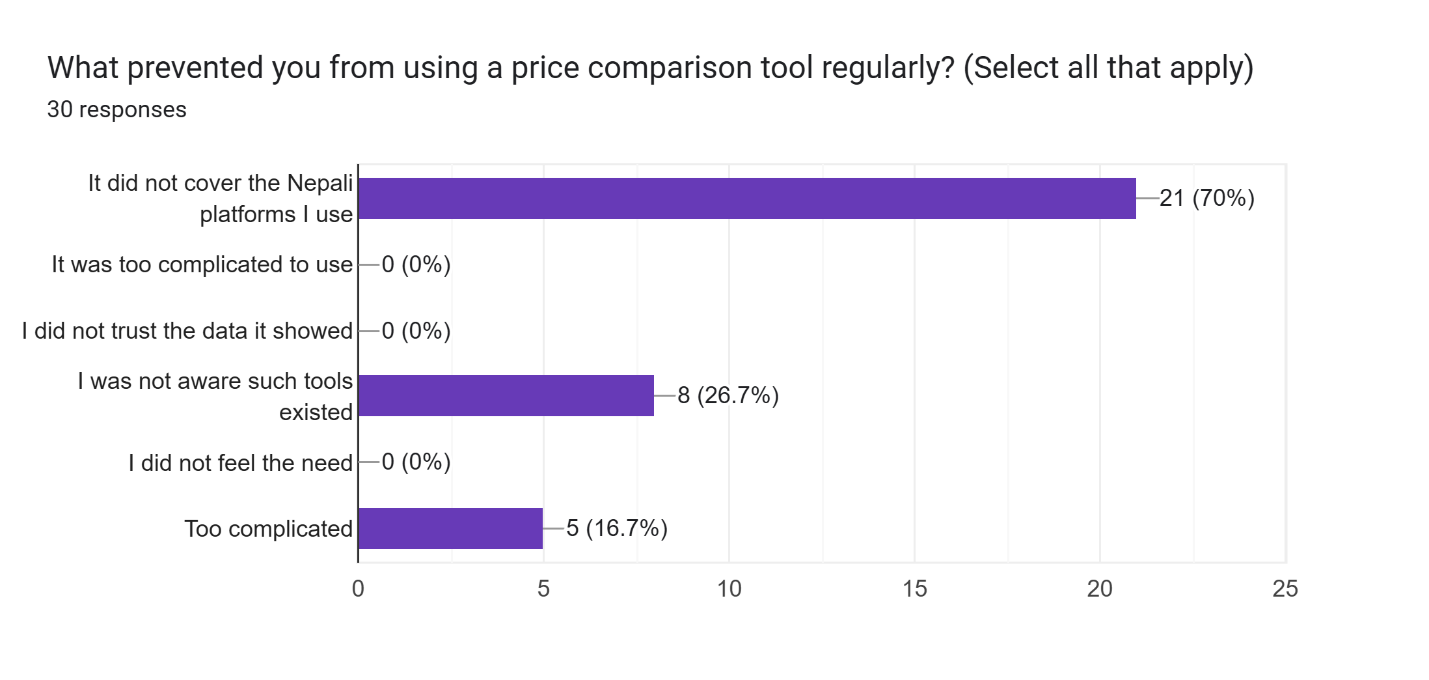 What prevented you from using a price comparison tool regularly? (Select all that apply)
30 responses
It did not cover the Nepali
platforms I use
21 (70%)
It was too complicated to use
0 (0%)
I did not trust the data it showed
0 (0%)
I was not aware such tools
existed
8 (26.7%)
I did not feel the need
0 (0%)
Too complicated
5 (16.7%)
0 5 10 15 20 25